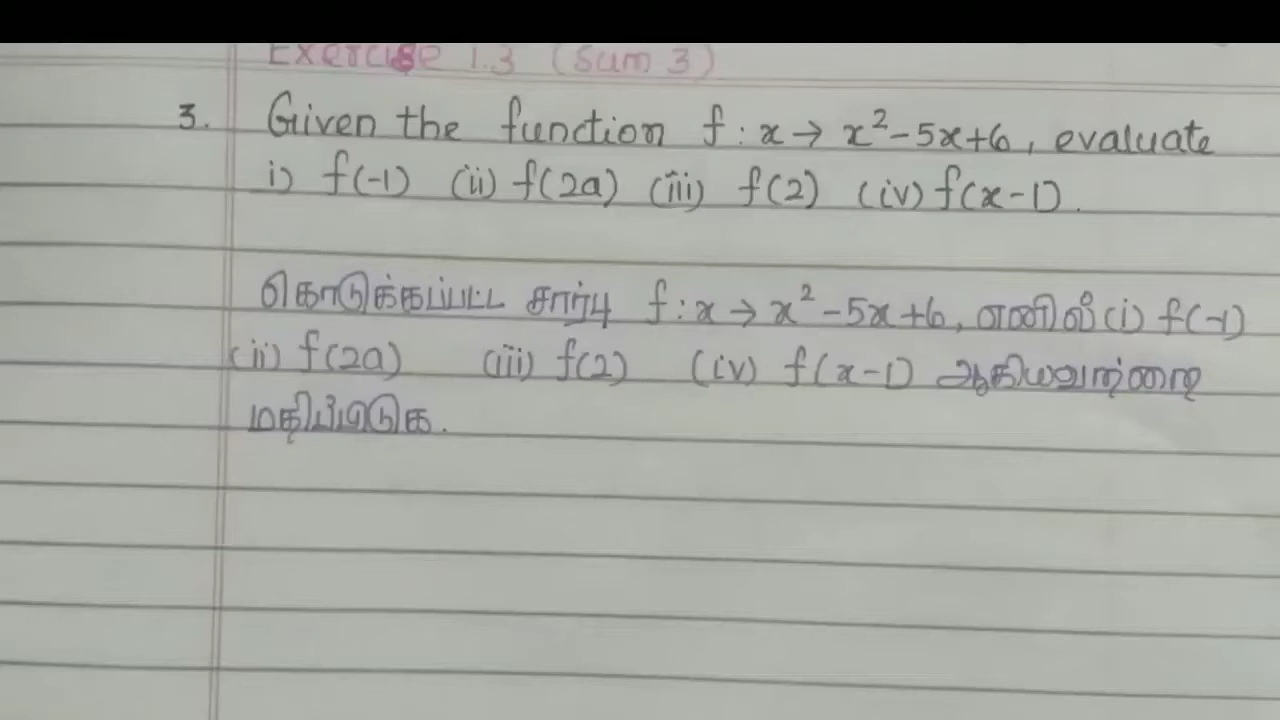 Exercise 1.3 (Sum 3)
3. Given the function f : x → x² - 5x + 6, evaluate
i) f(-1) (ii) f(2a) (iii) f(2) (iv) f(x-1).
கொடுக்கப்பட்ட சார்பு f : x → x² - 5x + 6, எனில் (i) f(-1)
(ii) f(2a) (iii) f(2) (iv) f(x-1) ஆகியவற்றை
மதிப்பிடுக.